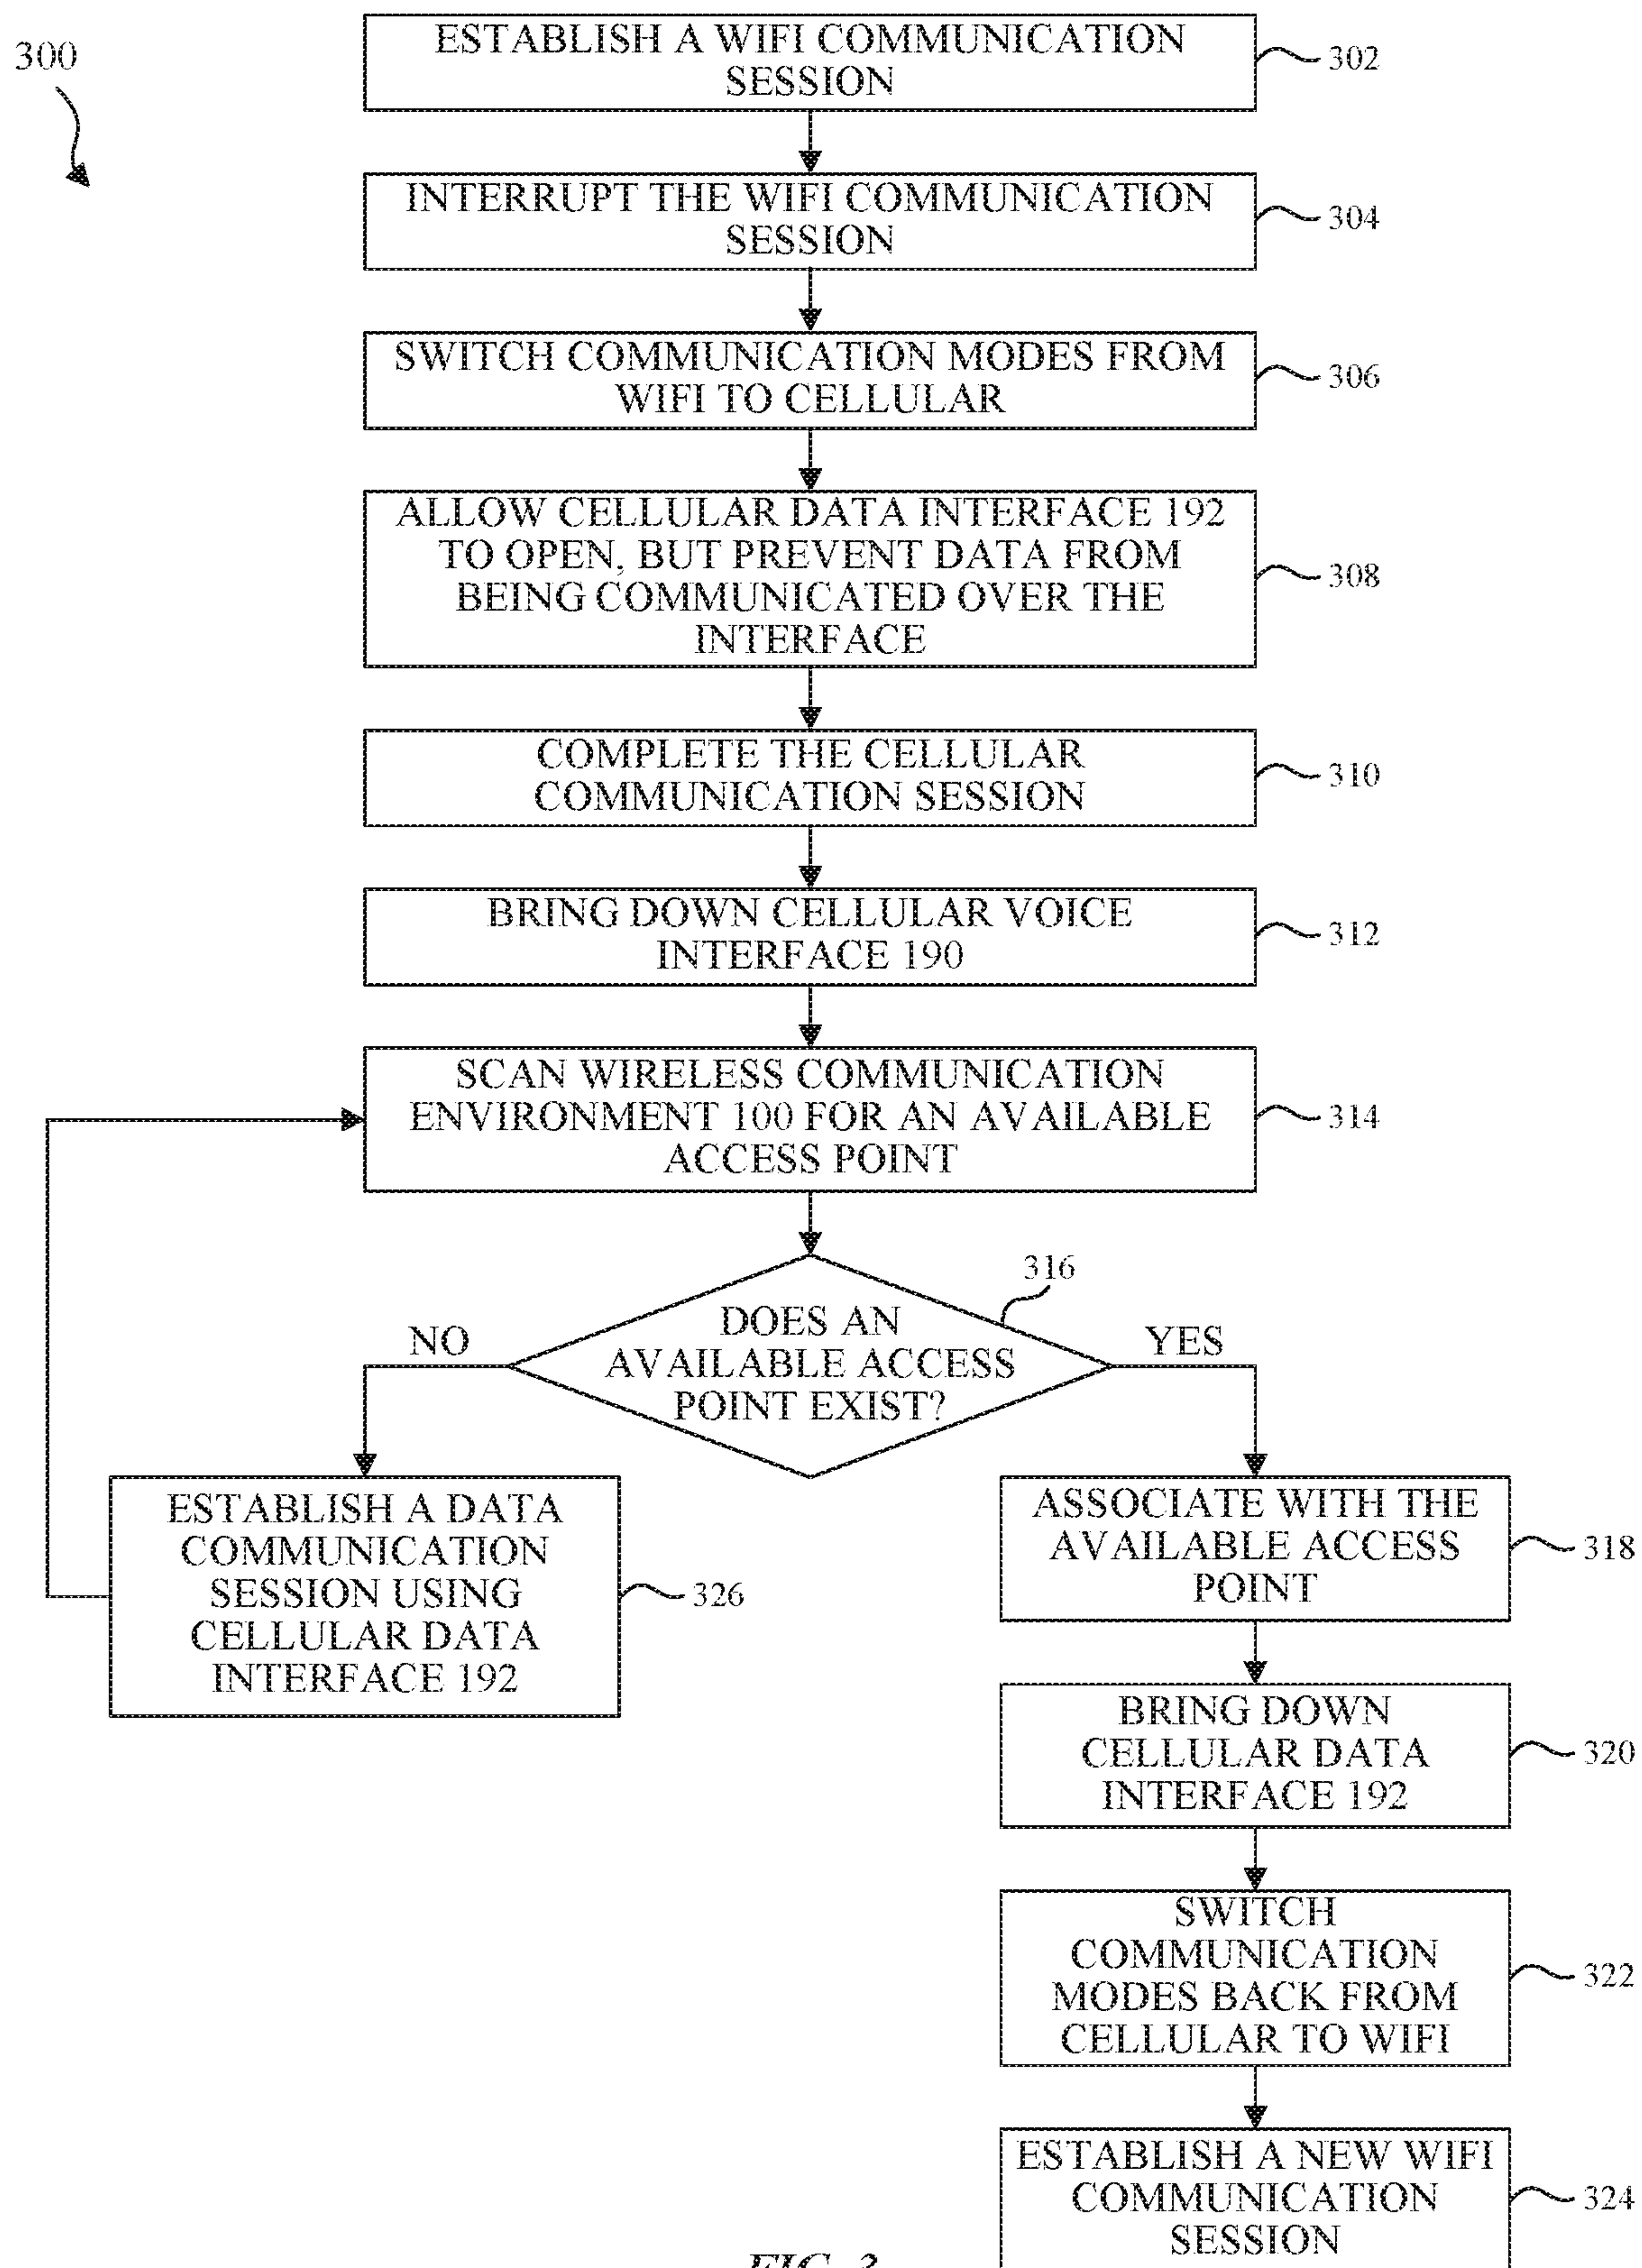 300
ESTABLISH A WIFI COMMUNICATION
SESSION
302
INTERRUPT THE WIFI COMMUNICATION
SESSION
304
SWITCH COMMUNICATION MODES FROM
WIFI TO CELLULAR
306
ALLOW CELLULAR DATA INTERFACE 192
TO OPEN, BUT PREVENT DATA FROM
BEING COMMUNICATED OVER THE
INTERFACE
308
COMPLETE THE CELLULAR
COMMUNICATION SESSION
310
BRING DOWN CELLULAR VOICE
INTERFACE 190
312
SCAN WIRELESS COMMUNICATION
ENVIRONMENT 100 FOR AN AVAILABLE
ACCESS POINT
314
316
DOES AN
AVAILABLE ACCESS
POINT EXIST?
NO
YES
ESTABLISH A DATA
COMMUNICATION
SESSION USING
CELLULAR DATA
INTERFACE 192
326
ASSOCIATE WITH THE
AVAILABLE ACCESS
POINT
318
BRING DOWN
CELLULAR DATA
INTERFACE 192
320
SWITCH
COMMUNICATION
MODES BACK FROM
CELLULAR TO WIFI
322
ESTABLISH A NEW WIFI
COMMUNICATION
SESSION
324
FIG. 3